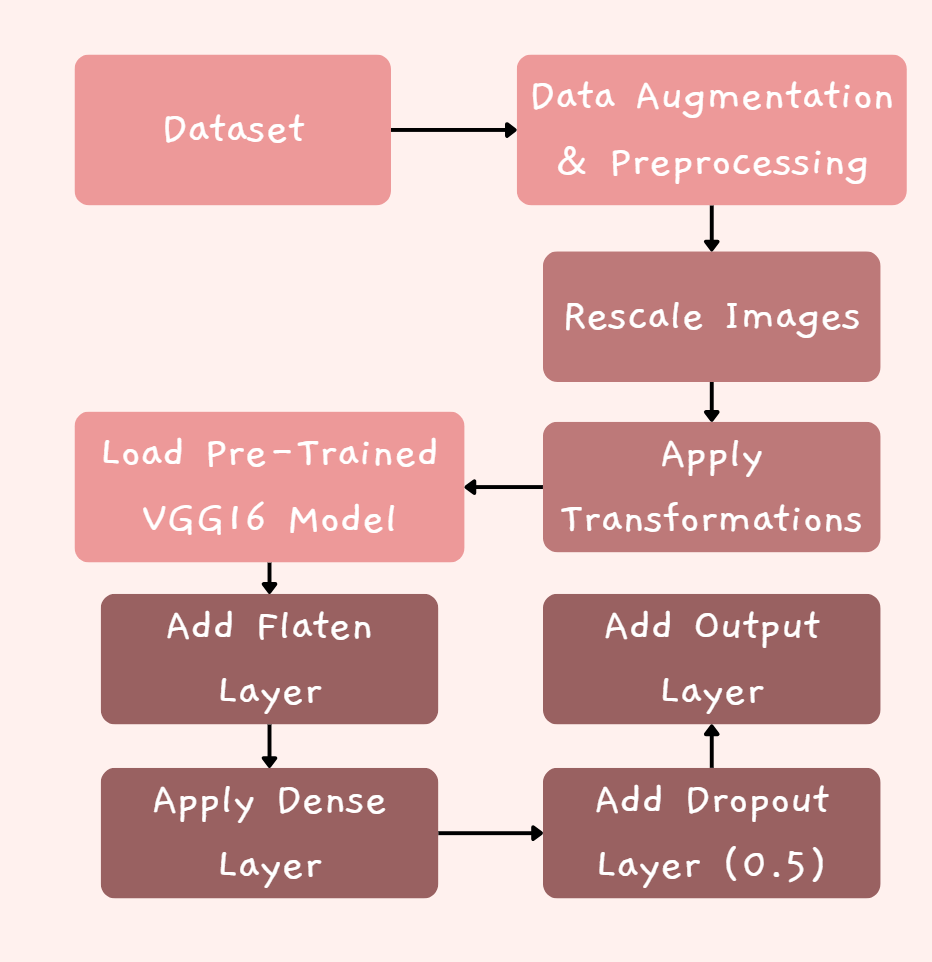 Dataset
Data Augmentation
& Preprocessing
Rescale Images
Apply
Transformations
Load Pre-Trained
VGG16 Model
Add Flaten
Layer
Apply Dense
Layer
Add Dropout
Layer (0.5)
Add Output
Layer